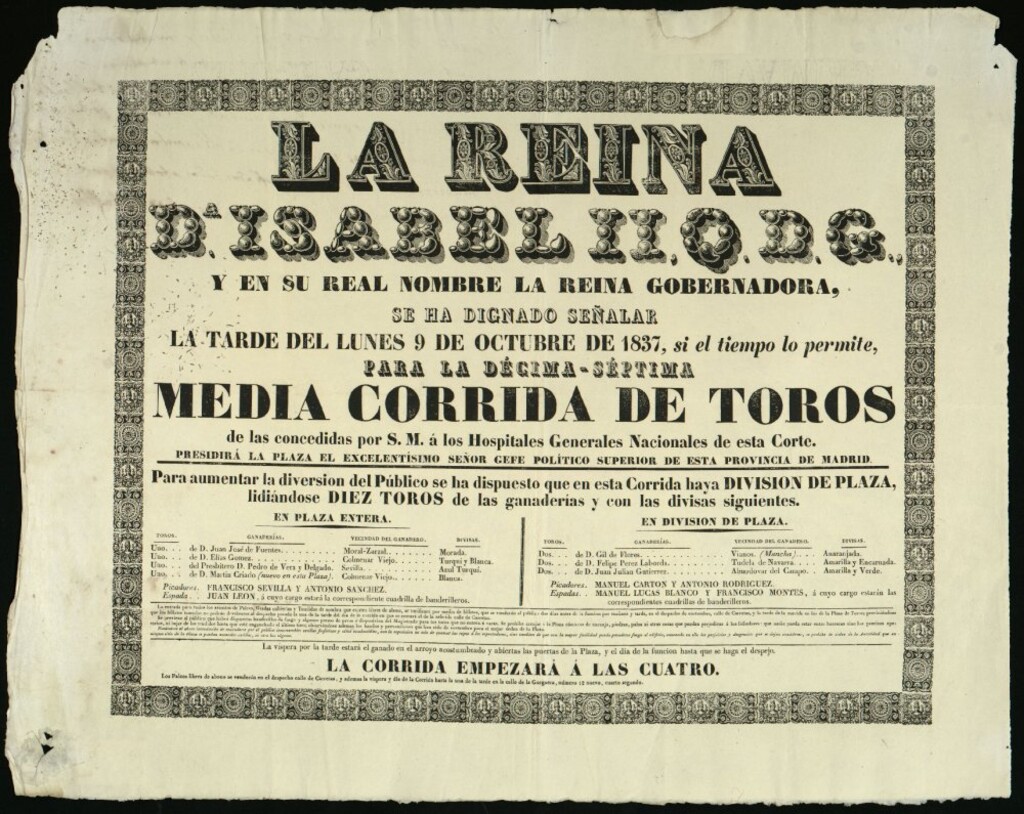 LA REINA
D.A ISABEL II, Q. D. G.,
Y EN SU REAL NOMBRE LA REINA GOBERNADORA,
SE HA DIGNADO SEÑALAR
LA TARDE DEL LUNES 9 DE OCTUBRE DE 1837, si el tiempo lo permite,
PARA LA DÉCIMA-SÉPTIMA
MEDIA CORRIDA DE TOROS
de las concedidas por S. M. á los Hospitales Generales Nacionales de esta Corte.
PRESIDIRÁ LA PLAZA EL EXCELENTÍSIMO SEÑOR GEFE POLÍTICO SUPERIOR DE ESTA PROVINCIA DE MADRID.
Para aumentar la diversion del Público se ha dispuesto que en esta Corrida haya DIVISION DE PLAZA,
lidiándose DIEZ TOROS de las ganaderías y con las divisas siguientes.
EN PLAZA ENTERA.
TOROS. GANADERÍAS. VECINDAD DEL GANADERO. DIVISAS.
Uno. . . de D. Juan José de Fuentes. . . . . . . . . Moral-Zarzal. . . . . . . Morada.
Uno. . . de D. Elías Gomez. . . . . . . . . Colmenar Viejo. . . . . . Turquí y Blanca.
Uno. . . del Presbítero D. Pedro de Vera y Delgado. Sevilla. . . . . . . Azul Turquí.
Uno. . . de D. Martin Criado (nuevo en esta Plaza). Colmenar Viejo. . . . . . Blanca.
Picadores. FRANCISCO SEVILLA Y ANTONIO SANCHEZ.
Espada. . JUAN LEON, á cuyo cargo estará la correspondiente cuadrilla de banderilleros.
EN DIVISION DE PLAZA.
TOROS. GANADERÍAS. VECINDAD DEL GANADERO. DIVISAS.
Dos. . . de D. Gil de Flores. . . . . . . Vianos (Mancha). . . Anaranjada.
Dos. . . de D. Felipe Perez Laborda. . . . . . Tudela de Navarra. . . . Amarilla y Encarnada.
Dos. . . de D. Juan Julian Gutierrez. . . . . . Almodovar del Campo. . Amarilla y Verde.
Picadores. MANUEL CARTON Y ANTONIO RODRIGUEZ.
Espadas. . MANUEL LUCAS BLANCO Y FRANCISCO MONTES, á cuyo cargo estarán las
correspondientes cuadrillas de banderilleros.
La víspera por la tarde estará el ganado en el arroyo acostumbrado y abiertas las puertas de la Plaza, y el dia de la funcion hasta que se haga el despejo.
LA CORRIDA EMPEZARÁ Á LAS CUATRO.